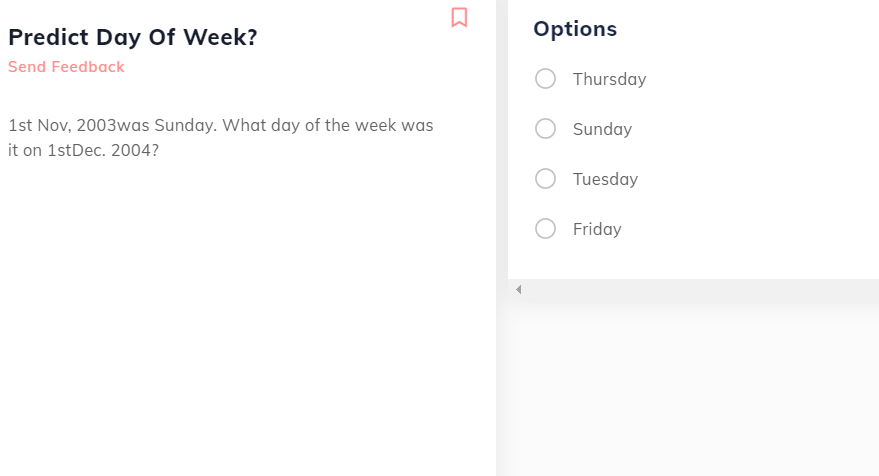 Predict Day Of Week?
Send Feedback
1st Nov, 2003was Sunday. What day of the week was
it on 1stDec. 2004?
Options
Thursday
Sunday
Tuesday
Friday